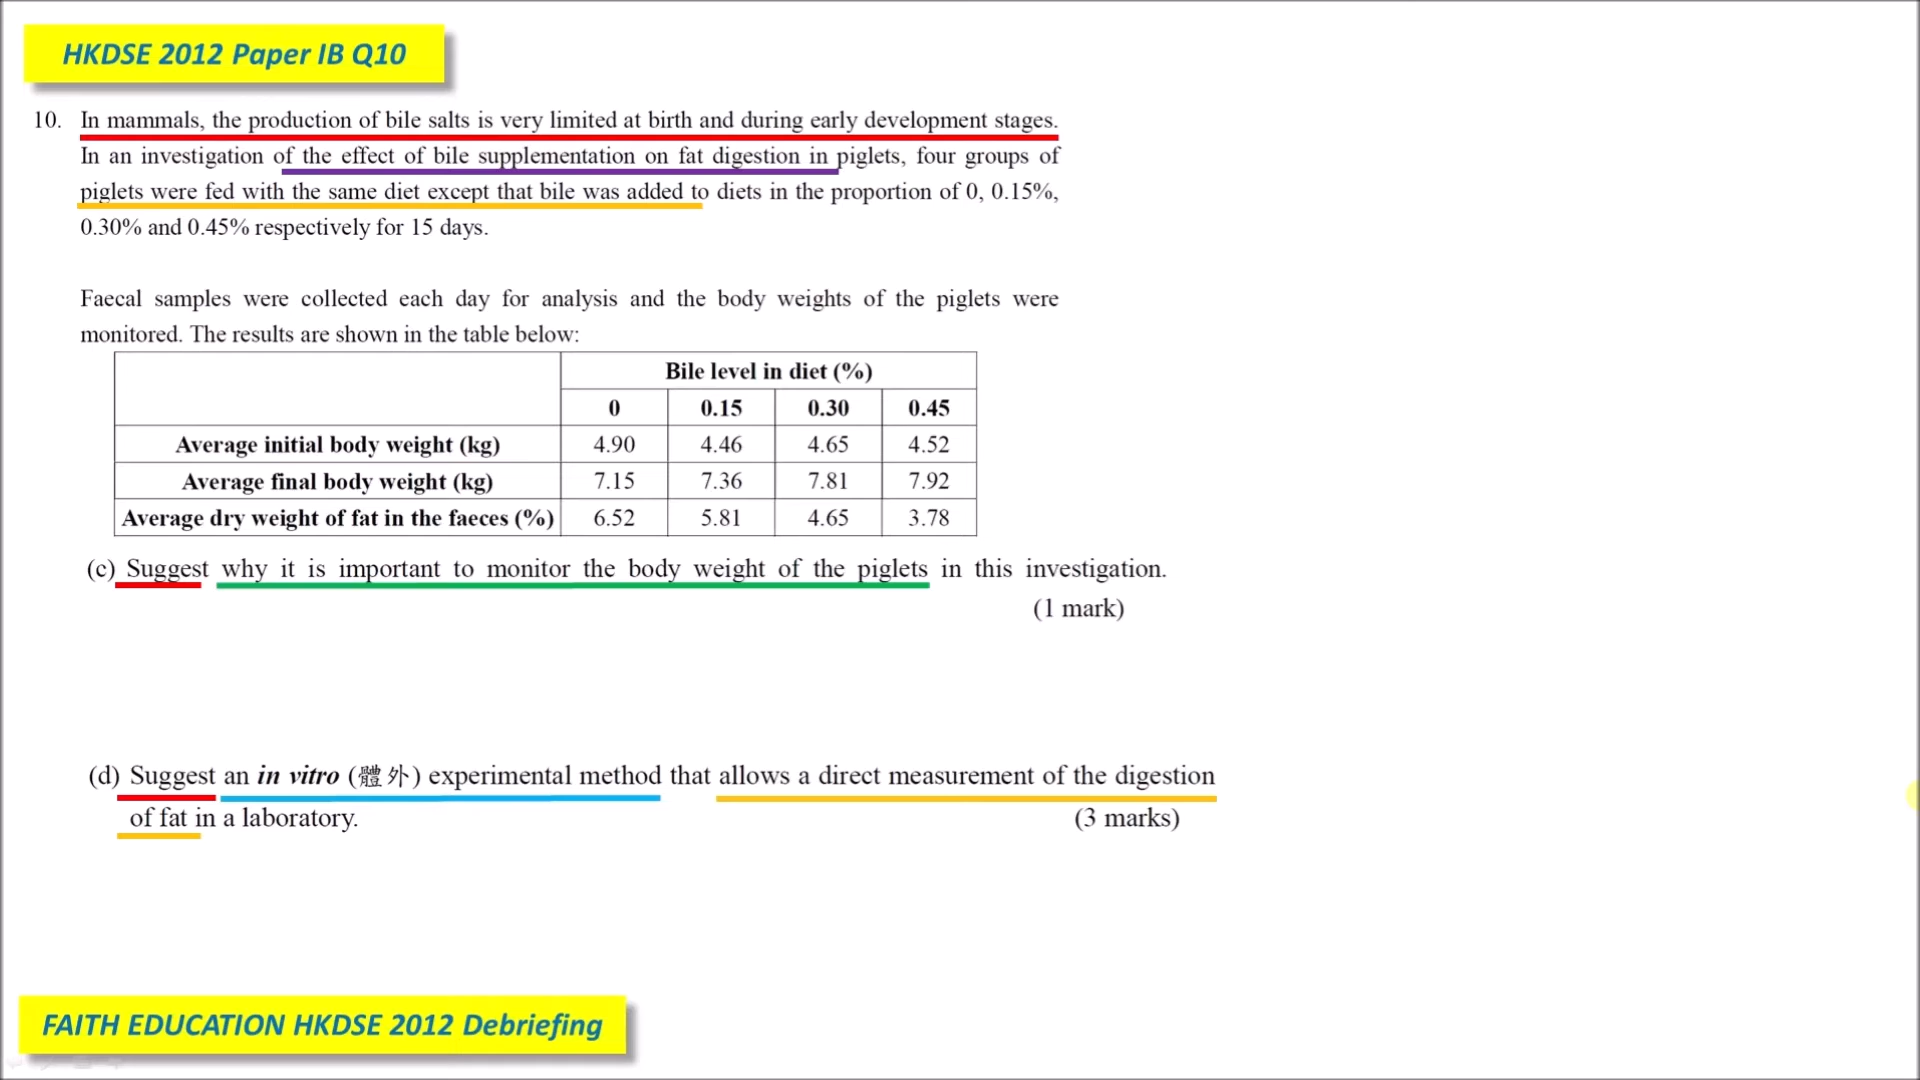 HKDSE 2012 Paper IB Q10
10. In mammals, the production of bile salts is very limited at birth and during early development stages.
In an investigation of the effect of bile supplementation on fat digestion in piglets, four groups of
piglets were fed with the same diet except that bile was added to diets in the proportion of 0, 0.15%,
0.30% and 0.45% respectively for 15 days.
Faecal samples were collected each day for analysis and the body weights of the piglets were
monitored. The results are shown in the table below:
Bile level in diet (%)
0 0.15 0.30 0.45
Average initial body weight (kg) 4.90 4.46 4.65 4.52
Average final body weight (kg) 7.15 7.36 7.81 7.92
Average dry weight of fat in the faeces (%) 6.52 5.81 4.65 3.78
(c) Suggest why it is important to monitor the body weight of the piglets in this investigation.
(1 mark)
(d) Suggest an in vitro (體外) experimental method that allows a direct measurement of the digestion
of fat in a laboratory. (3 marks)
FAITH EDUCATION HKDSE 2012 Debriefing